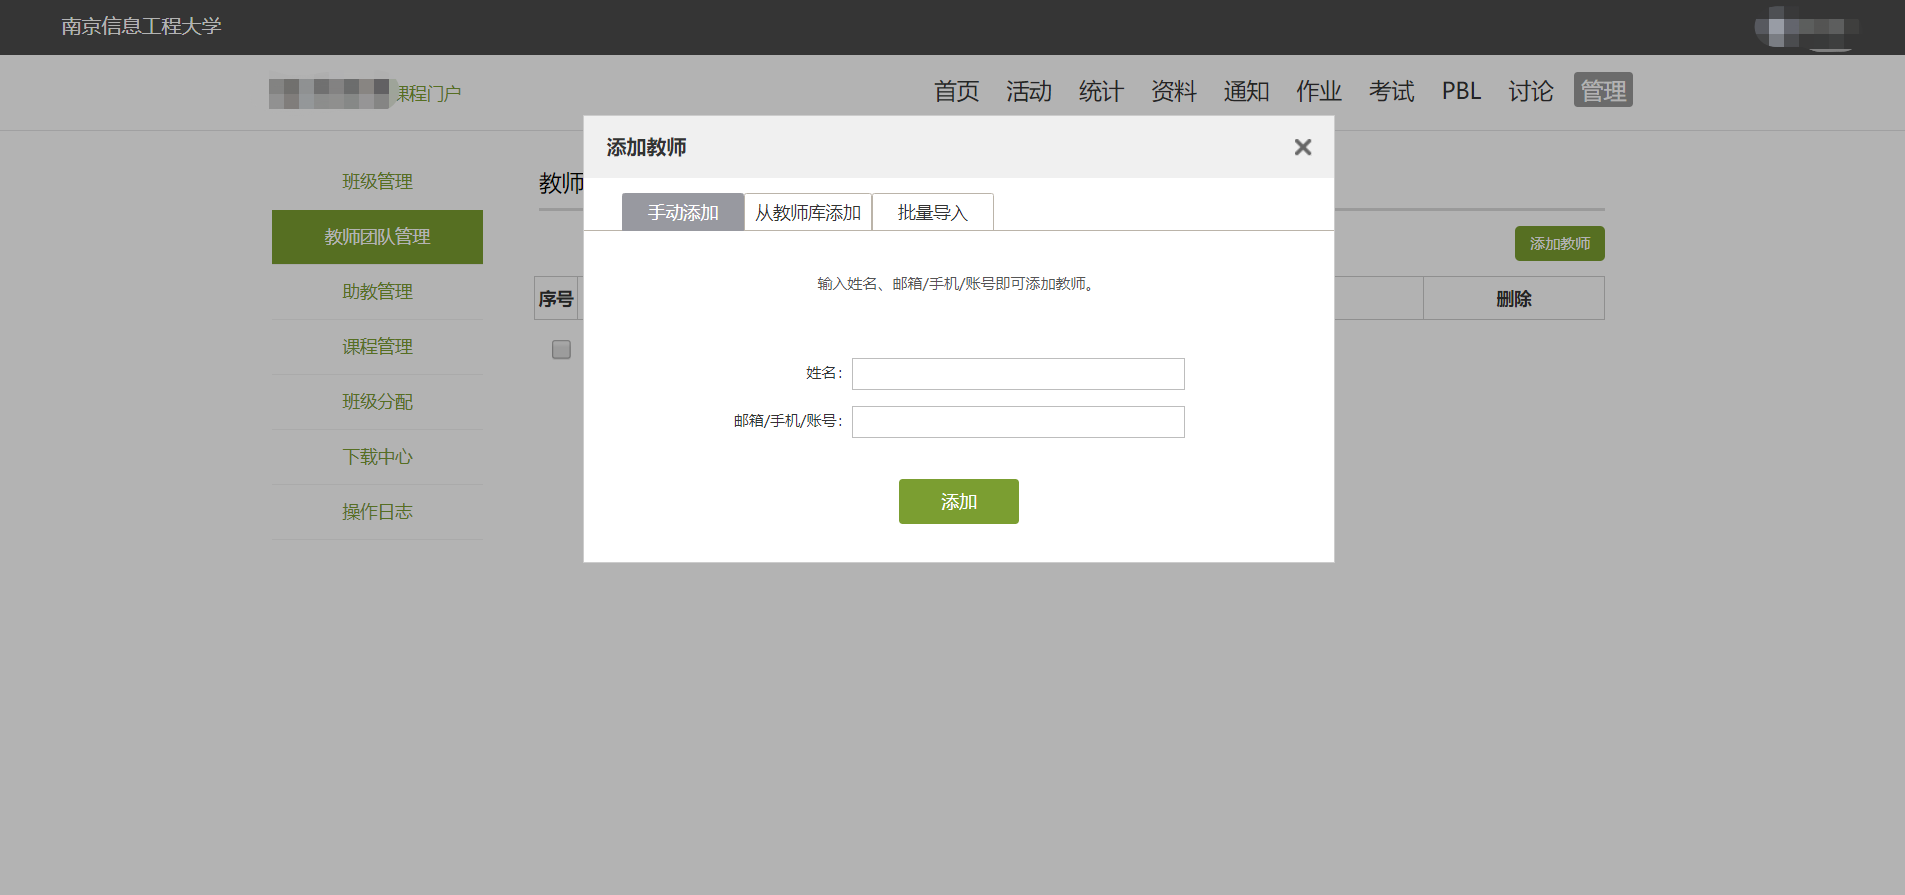 南京信息工程大学
课程门户
首页 活动 统计 资料 通知 作业 考试 PBL 讨论 管理
添加教师
班级管理
教师
手动添加 从教师库添加 批量导入
教师团队管理
添加教师
输入姓名、邮箱/手机/账号即可添加教师。
助教管理
序号 删除
课程管理
姓名：
班级分配
邮箱/手机/账号：
下载中心
添加
操作日志